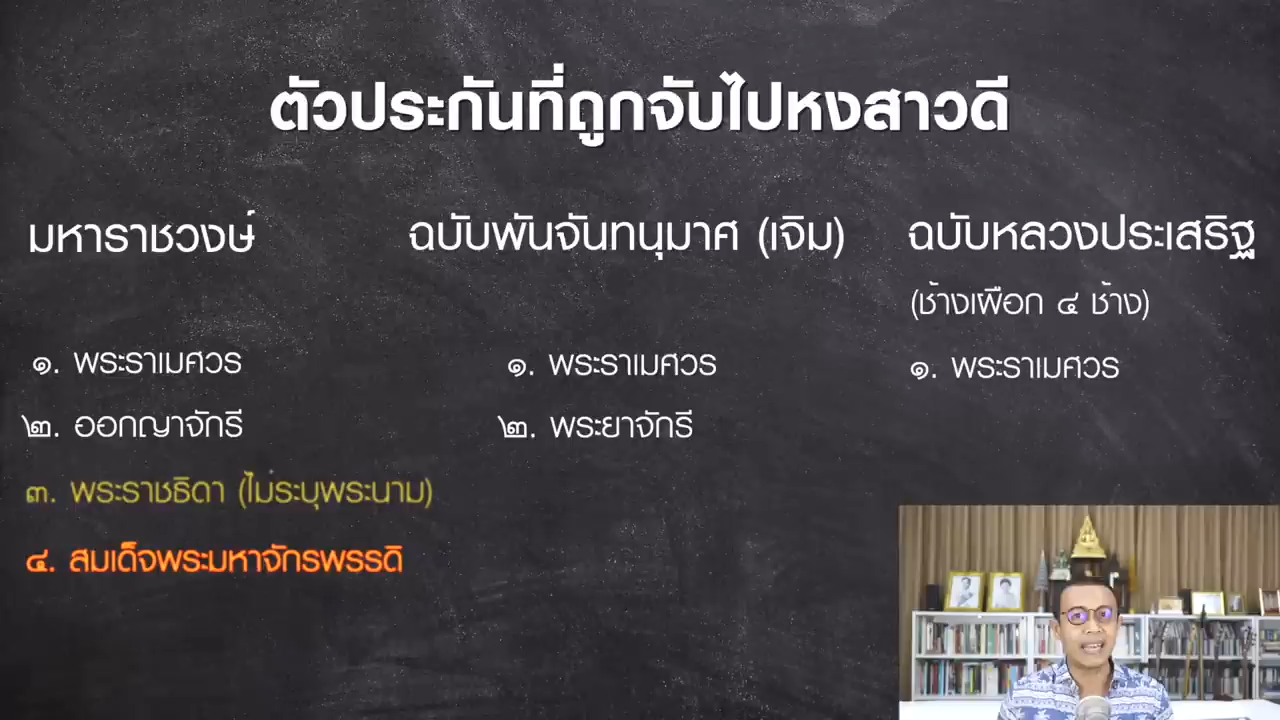 ตัวประกันที่ถูกจับไปหงสาวดี
มหาราชวงษ์
๑. พระราเมศวร
๒. ออกญาจักรี
๓. พระราชธิดา (ไม่ระบุพระนาม)
๔. สมเด็จพระมหาจักรพรรดิ
ฉบับพันจันทนุมาศ (เจิม)
๑. พระราเมศวร
๒. พระยาจักรี
ฉบับหลวงประเสริฐ
(ช้างเผือก ๔ ช้าง)
๑. พระราเมศวร